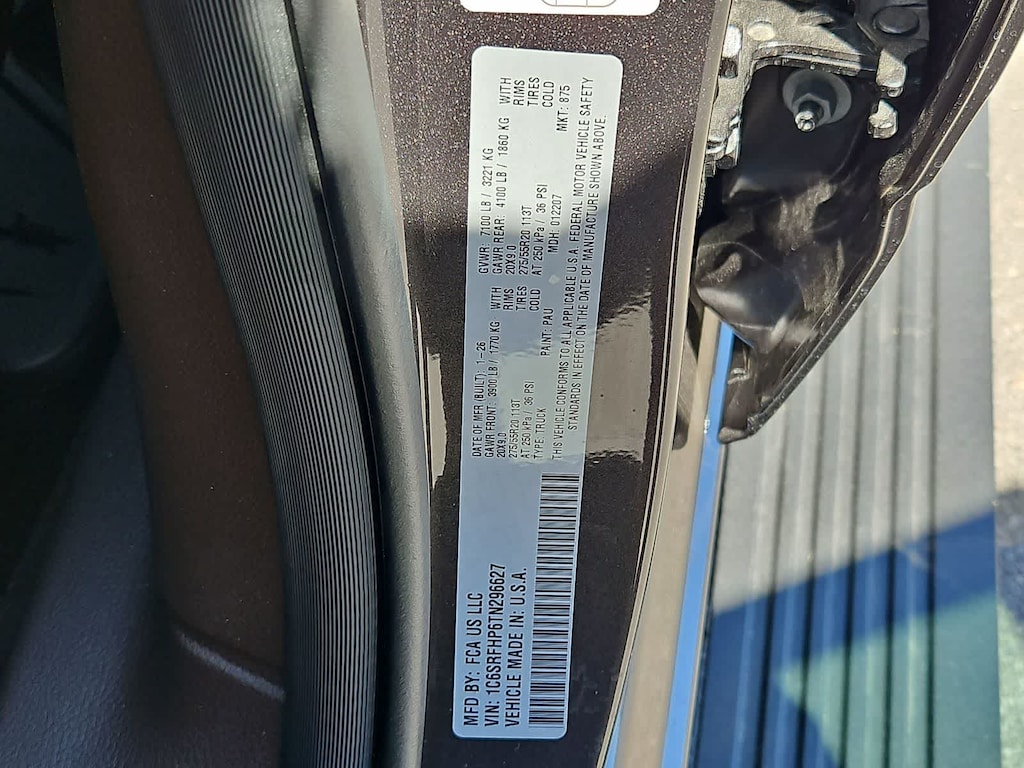 MFD BY: FCA US LLC
VIN: 1C6SRFHP6TN296627
VEHICLE MADE IN: U.S.A.
DATE OF MFR (BUILT): 1-26
GAWR FRONT: 3900 LB / 1770 KG WITH
20X9.0 RIMS
275/55R20 113T TIRES
AT 250 kPa / 36 PSI COLD
TYPE: TRUCK PAINT: PAU
GVWR: 7100 LB / 3221 KG
GAWR REAR: 4100 LB / 1860 KG WITH
20X9.0 RIMS
275/55R20 113T TIRES
AT 250 kPa / 36 PSI COLD
MDH: 012207 MKT: 875
THIS VEHICLE CONFORMS TO ALL APPLICABLE U.S.A. FEDERAL MOTOR VEHICLE SAFETY
STANDARDS IN EFFECT ON THE DATE OF MANUFACTURE SHOWN ABOVE.